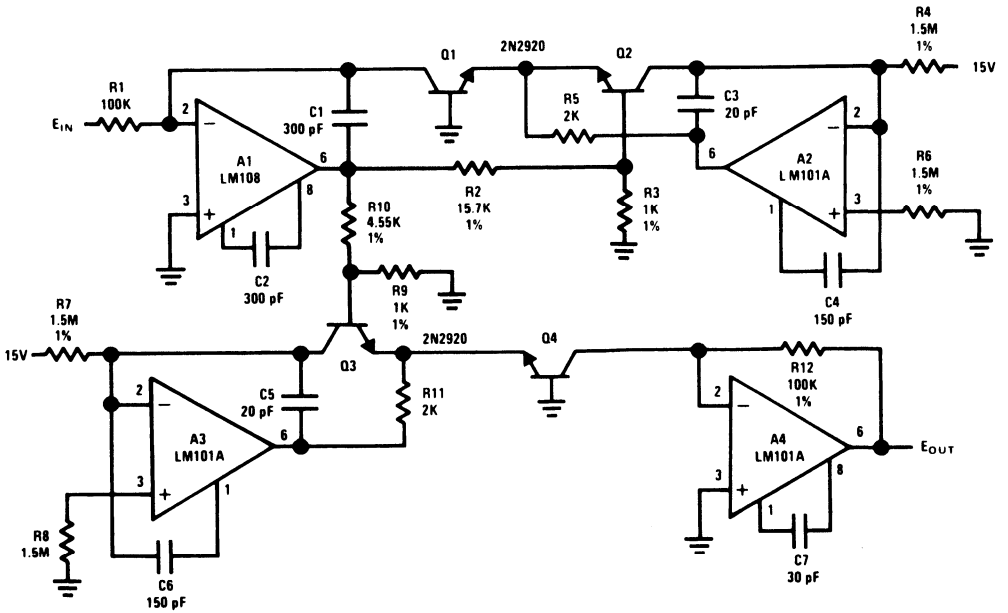 R4
1.5M
1%
15V
Q1
2N2920
Q2
R1
100K
E_IN
2
−
A1
LM108
3
+
6
8
1
C1
300 pF
C2
300 pF
R5
2K
C3
20 pF
2
−
A2
LM101A
3
+
6
1
R6
1.5M
1%
R2
15.7K
1%
R3
1K
1%
C4
150 pF
R10
4.55K
1%
R9
1K
1%
R7
1.5M
1%
15V
Q3
2N2920
Q4
C5
20 pF
R11
2K
2
−
A3
LM101A
3
+
6
1
R8
1.5M
C6
150 pF
R12
100K
1%
2
−
A4
LM101A
3
+
6
8
1
E_OUT
C7
30 pF